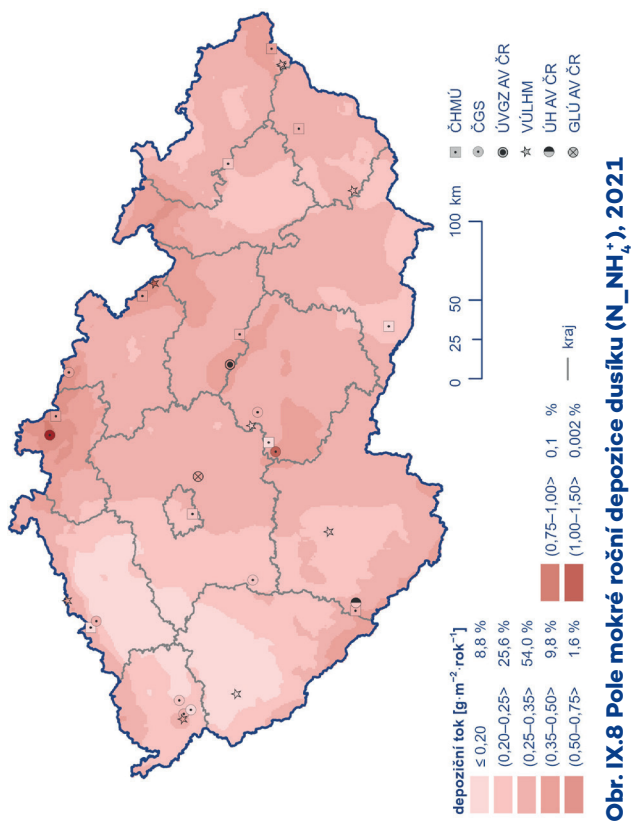 ČHMÚ
ČGS
ÚVGZ AV ČR
VÚLHM
ÚH AV ČR
GLÚ AV ČR
0 25 50 100 km
depoziční tok [g·m⁻²·rok⁻¹]
≤ 0,20 8,8 %
(0,20–0,25> 25,6 %
(0,25–0,35> 54,0 %
(0,35–0,50> 9,8 %
(0,50–0,75> 1,6 %
(0,75–1,00> 0,1 %
(1,00–1,50> 0,002 %
kraj
Obr. IX.8 Pole mokré roční depozice dusíku (N_NH₄⁺), 2021